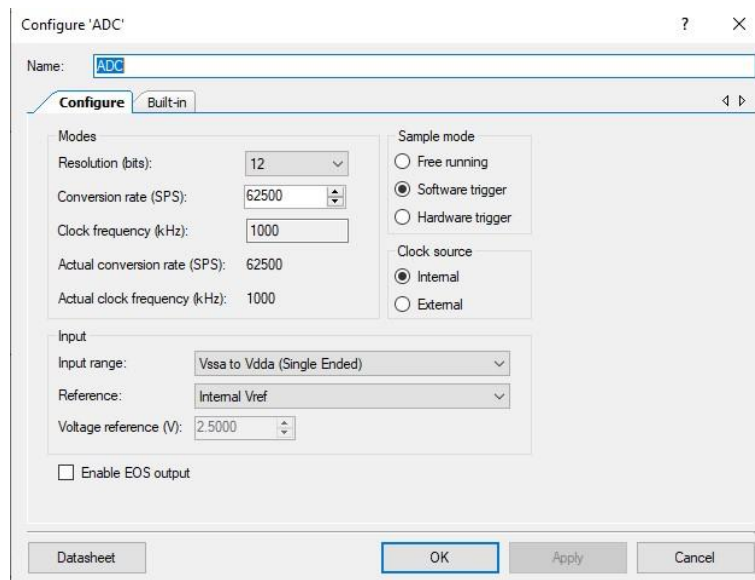 Configure 'ADC' ? ×
Name: ADC
Configure Built-in
Modes
Resolution (bits): 12
Conversion rate (SPS): 62500
Clock frequency (kHz): 1000
Actual conversion rate (SPS): 62500
Actual clock frequency (kHz): 1000
Sample mode
Free running
Software trigger
Hardware trigger
Clock source
Internal
External
Input
Input range: Vssa to Vdda (Single Ended)
Reference: Internal Vref
Voltage reference (V): 2.5000
Enable EOS output
Datasheet OK Apply Cancel